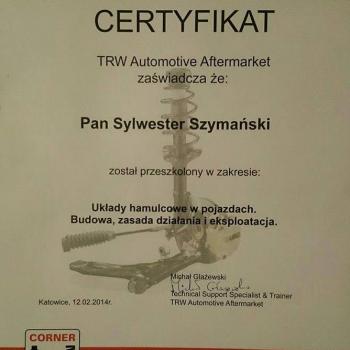 CERTYFIKAT
TRW Automotive Aftermarket
zaświadcza że:
Pan Sylwester Szymański
został przeszkolony w zakresie:
Układy hamulcowe w pojazdach.
Budowa, zasada działania i eksploatacja.
Michał Głażewski
Technical Support Specialist & Trainer
Katowice, 12.02.2014r.
TRW Automotive Aftermarket
CORNER